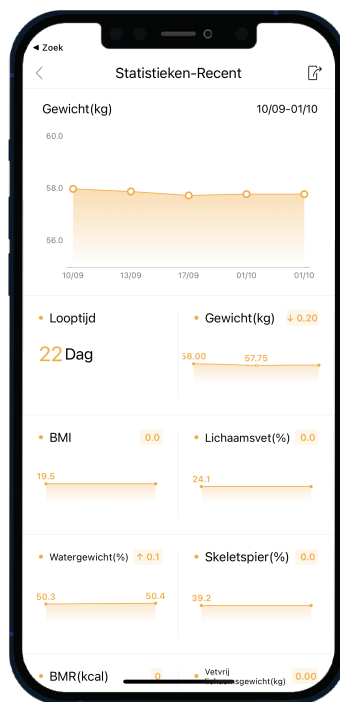 ◀ Zoek
Statistieken-Recent
Gewicht(kg) 10/09-01/10
60.0
58.0
56.0
10/09 13/09 17/09 01/10 01/10
• Looptijd
22 Dag
• Gewicht(kg) ↓ 0.20
58.00 57.75
• BMI 0.0
19.5
• Lichaamsvet(%) 0.0
24.1
• Watergewicht(%) ↑ 0.1
50.3 50.4
• Skeletspier(%) 0.0
39.2
• BMR(kcal) 0
• Vetvrij
lichaamsgewicht(kg) 0.00